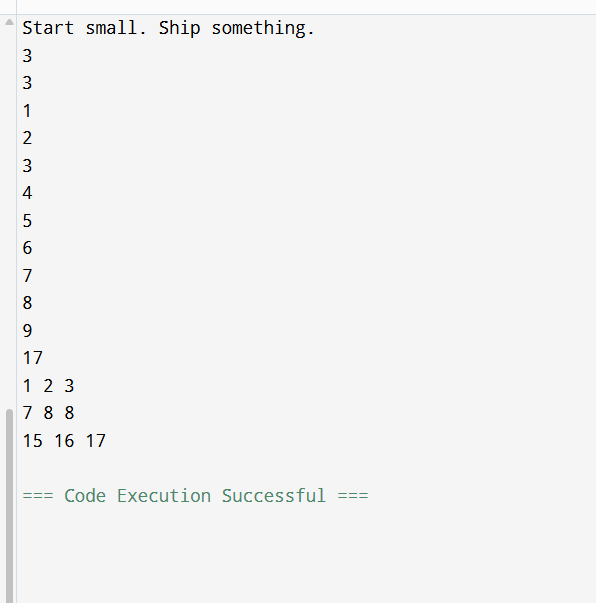 Start small. Ship something.
3
3
1
2
3
4
5
6
7
8
9
17
1 2 3
7 8 8
15 16 17
=== Code Execution Successful ===